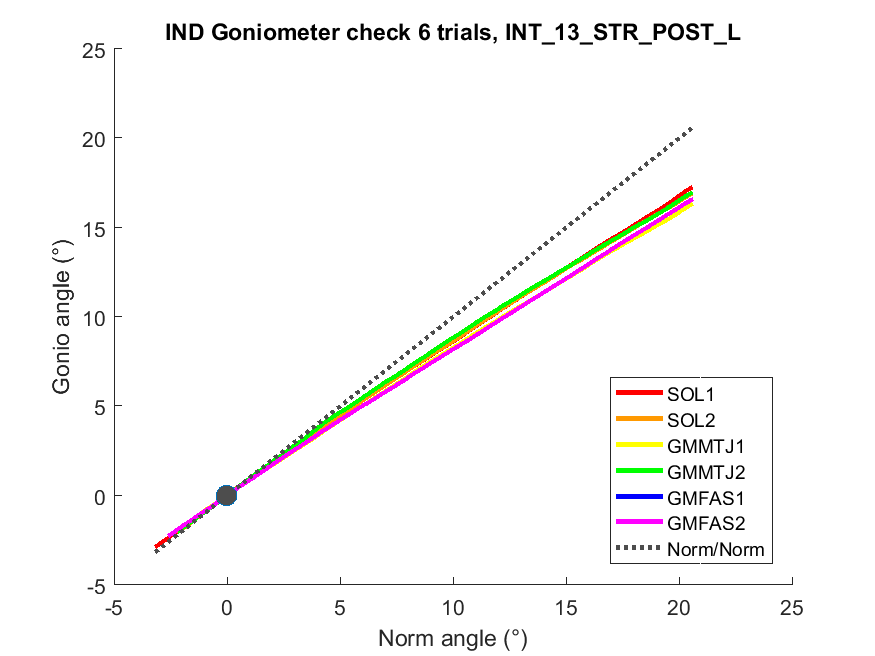 IND Goniometer check 6 trials, INT_13_STR_POST_L
25
20
15
10
5
0
-5
Gonio angle (°)
-5
0
5
10
15
20
25
Norm angle (°)
SOL1
SOL2
GMMTJ1
GMMTJ2
GMFAS1
GMFAS2
Norm/Norm